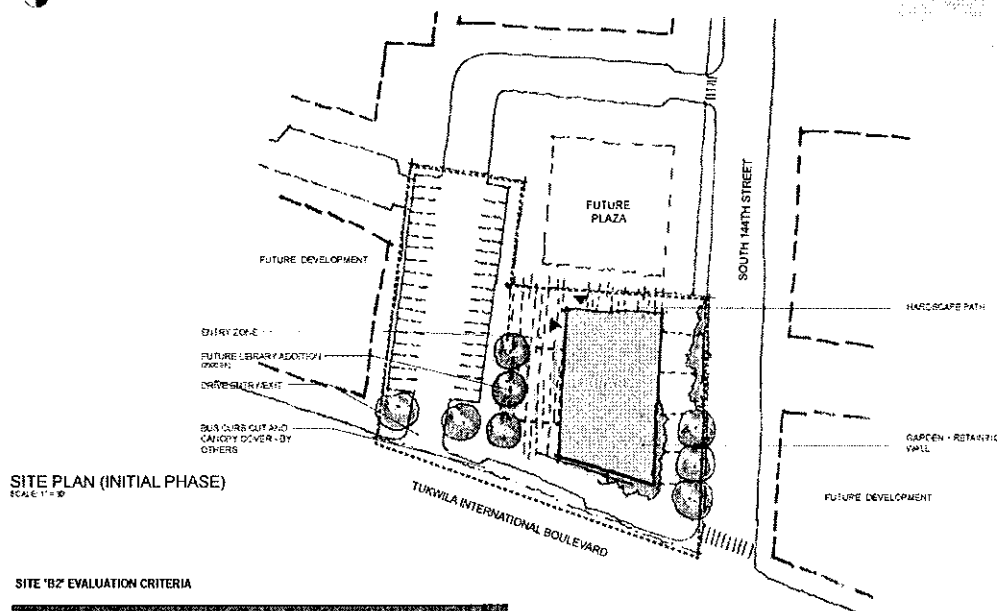 FUTURE
PLAZA
SOUTH 144TH STREET
FUTURE DEVELOPMENT
HARDSCAPE PATH
ENTRY ZONE
FUTURE LIBRARY ADDITION
DRIVE ENTRY/EXIT
BUS CURB CUT AND
CANOPY COVER - BY
OTHERS
GARDEN + RETAINING
WALL
FUTURE DEVELOPMENT
SITE PLAN (INITIAL PHASE)
TUKWILA INTERNATIONAL BOULEVARD
SITE 'B2' EVALUATION CRITERIA